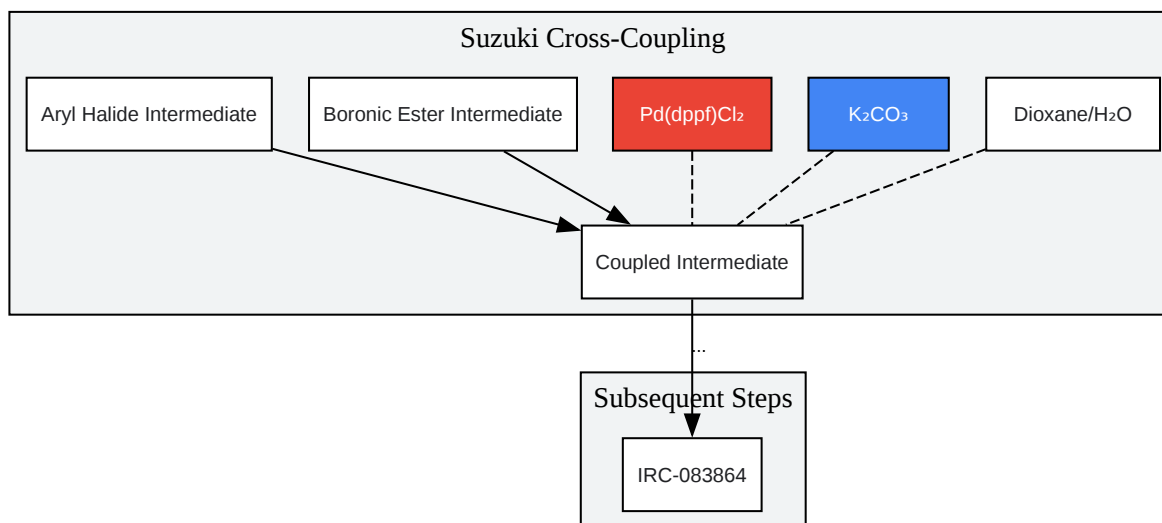 Suzuki Cross-Coupling
Aryl Halide Intermediate
Boronic Ester Intermediate
Pd(dppf)Cl₂
K₂CO₃
Dioxane/H₂O
Coupled Intermediate
...
Subsequent Steps
IRC-083864